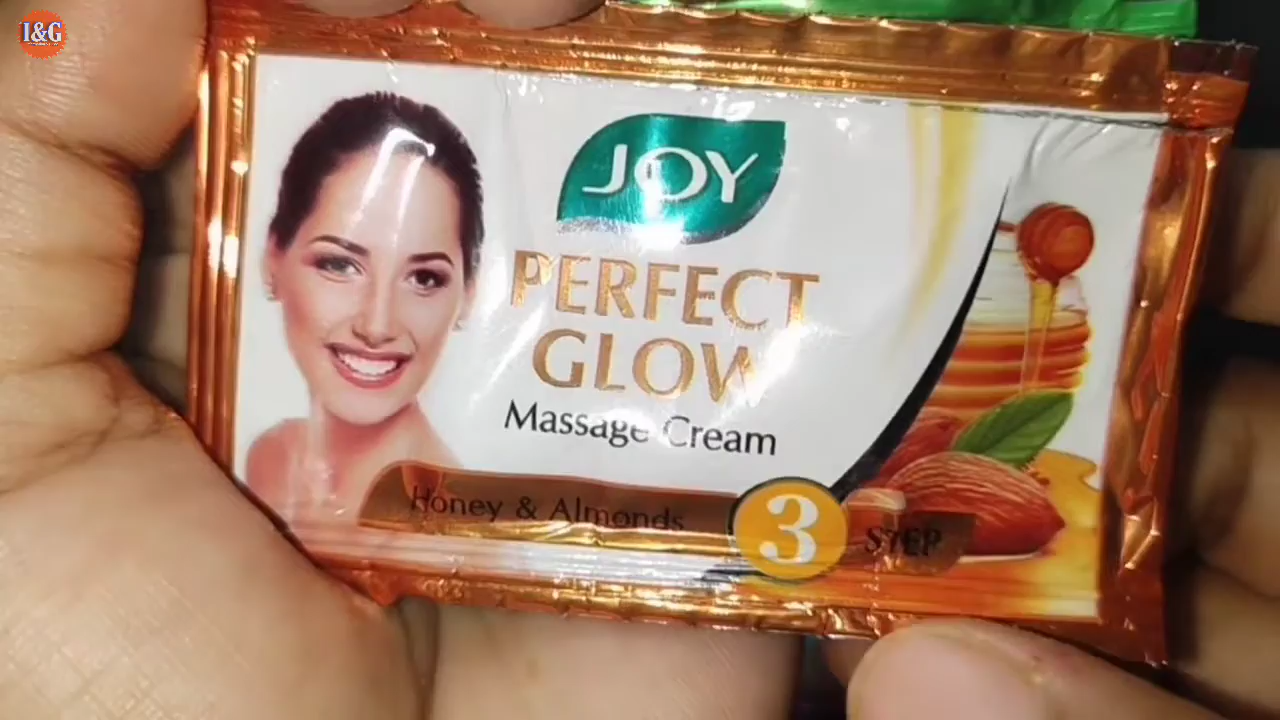 I&G
JOY
PERFECT
GLOW
Massage Cream
Honey & Almonds
3 STEP